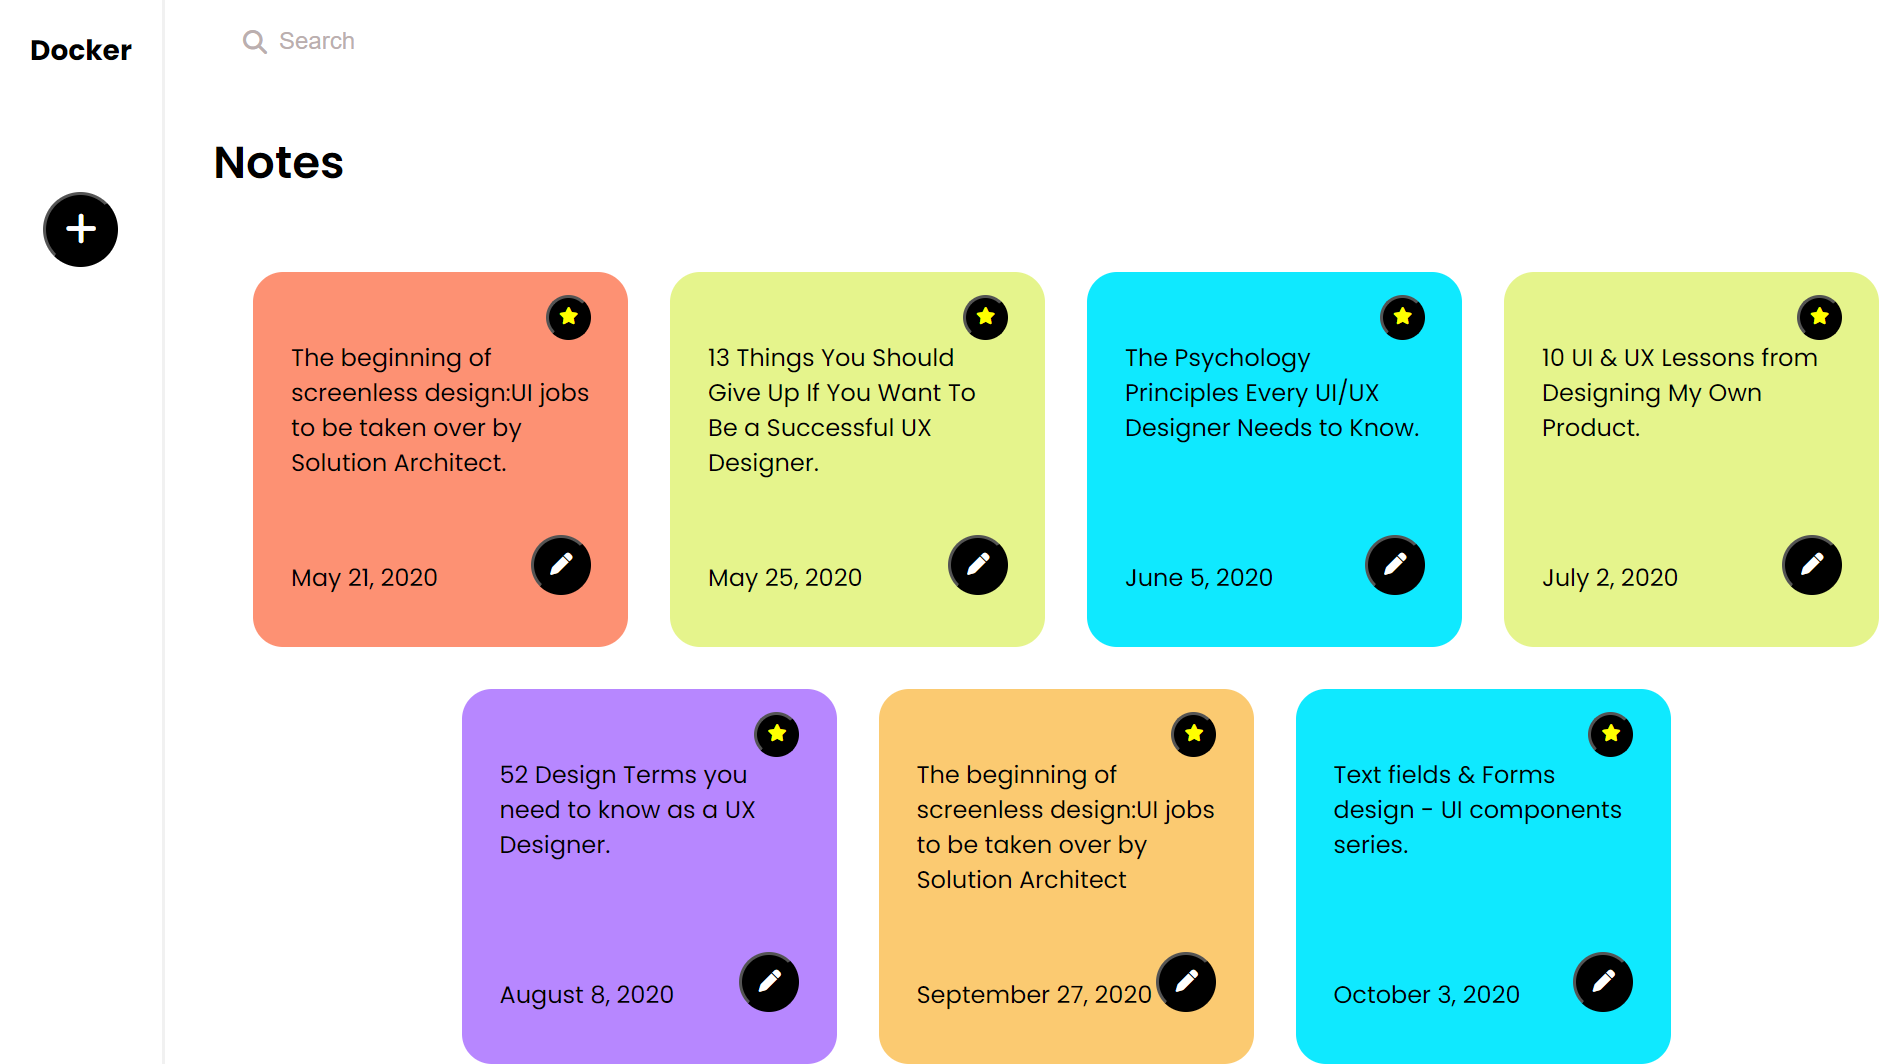 Docker
Search
Notes
The beginning of
screenless design:UI jobs
to be taken over by
Solution Architect.
May 21, 2020
13 Things You Should
Give Up If You Want To
Be a Successful UX
Designer.
May 25, 2020
The Psychology
Principles Every UI/UX
Designer Needs to Know.
June 5, 2020
10 UI & UX Lessons from
Designing My Own
Product.
July 2, 2020
52 Design Terms you
need to know as a UX
Designer.
August 8, 2020
The beginning of
screenless design:UI jobs
to be taken over by
Solution Architect
September 27, 2020
Text fields & Forms
design - UI components
series.
October 3, 2020